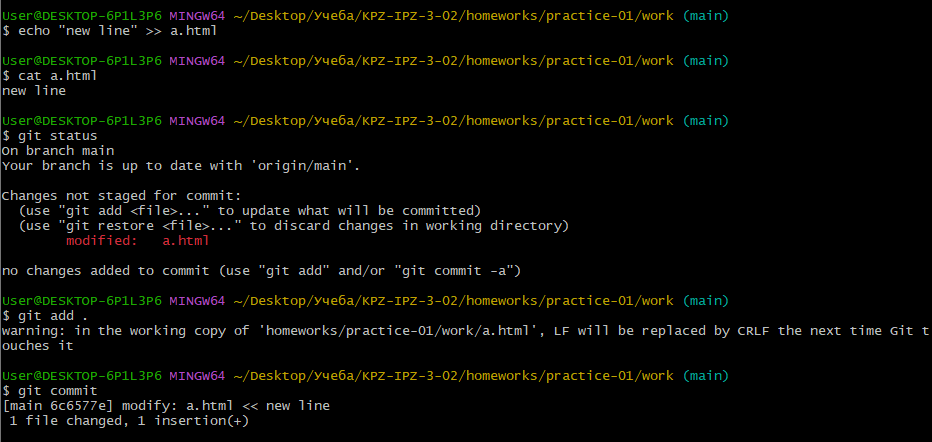 User@DESKTOP-6P1L3P6 MINGW64 ~/Desktop/Учеба/KPZ-IPZ-3-02/homeworks/practice-01/work (main)
$ echo "new line" >> a.html

User@DESKTOP-6P1L3P6 MINGW64 ~/Desktop/Учеба/KPZ-IPZ-3-02/homeworks/practice-01/work (main)
$ cat a.html
new line

User@DESKTOP-6P1L3P6 MINGW64 ~/Desktop/Учеба/KPZ-IPZ-3-02/homeworks/practice-01/work (main)
$ git status
On branch main
Your branch is up to date with 'origin/main'.

Changes not staged for commit:
  (use "git add <file>..." to update what will be committed)
  (use "git restore <file>..." to discard changes in working directory)
        modified:   a.html

no changes added to commit (use "git add" and/or "git commit -a")

User@DESKTOP-6P1L3P6 MINGW64 ~/Desktop/Учеба/KPZ-IPZ-3-02/homeworks/practice-01/work (main)
$ git add .
warning: in the working copy of 'homeworks/practice-01/work/a.html', LF will be replaced by CRLF the next time Git t
ouches it

User@DESKTOP-6P1L3P6 MINGW64 ~/Desktop/Учеба/KPZ-IPZ-3-02/homeworks/practice-01/work (main)
$ git commit
[main 6c6577e] modify: a.html << new line
 1 file changed, 1 insertion(+)